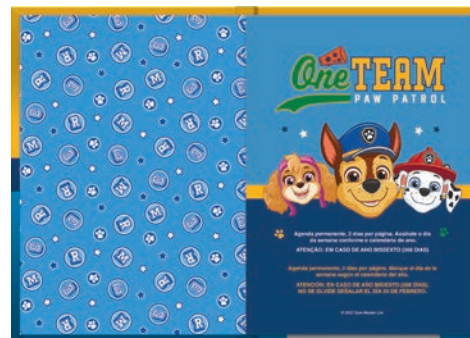 One TEAM
PAW PATROL
Agenda permanente, 2 dias por página. Assinale o dia
da semana conforme o calendário do ano.
ATENÇÃO: EM CASO DE ANO BISSEXTO (366 DIAS)
Agenda permanente, 2 días por página. Marque el día de la
semana según el calendario del año.
ATENCIÓN: EN CASO DE AÑO BISIESTO (366 DÍAS),
NO SE OLVIDE SEÑALAR EL DÍA 29 DE FEBRERO.